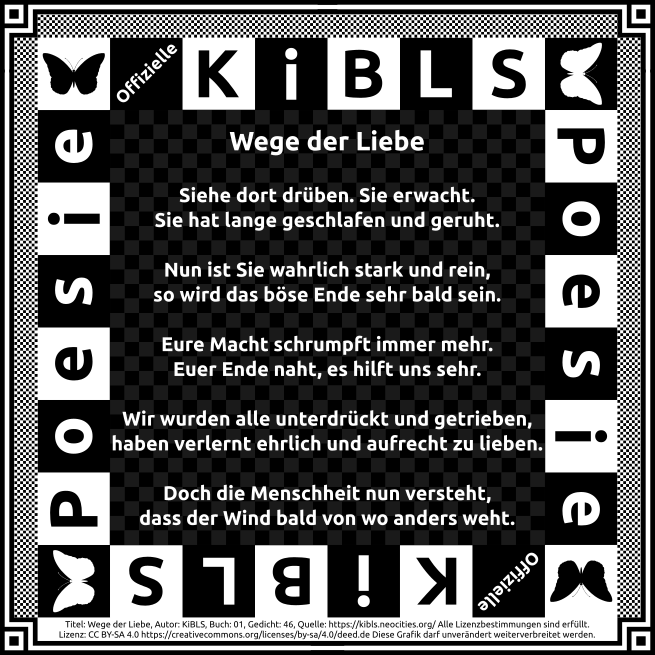 Offizielle
KiBLS
Poesie
Poesie
Wege der Liebe
Siehe dort drüben. Sie erwacht.
Sie hat lange geschlafen und geruht.
Nun ist Sie wahrlich stark und rein,
so wird das böse Ende sehr bald sein.
Eure Macht schrumpft immer mehr.
Euer Ende naht, es hilft uns sehr.
Wir wurden alle unterdrückt und getrieben,
haben verlernt ehrlich und aufrecht zu lieben.
Doch die Menschheit nun versteht,
dass der Wind bald von wo anders weht.
Offizielle
KiBLS
Titel: Wege der Liebe, Autor: KiBLS, Buch: 01, Gedicht: 46, Quelle: https://kibls.neocities.org/ Alle Lizenzbestimmungen sind erfüllt.
Lizenz: CC BY-SA 4.0 https://creativecommons.org/licenses/by-sa/4.0/deed.de Diese Grafik darf unverändert weiterverbreitet werden.